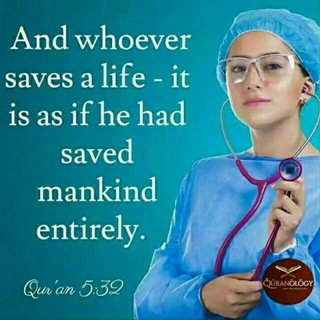 And whoever
saves a life - it
is as if he had
saved
mankind
entirely.
Qur'an 5:32
QURANOLOGY